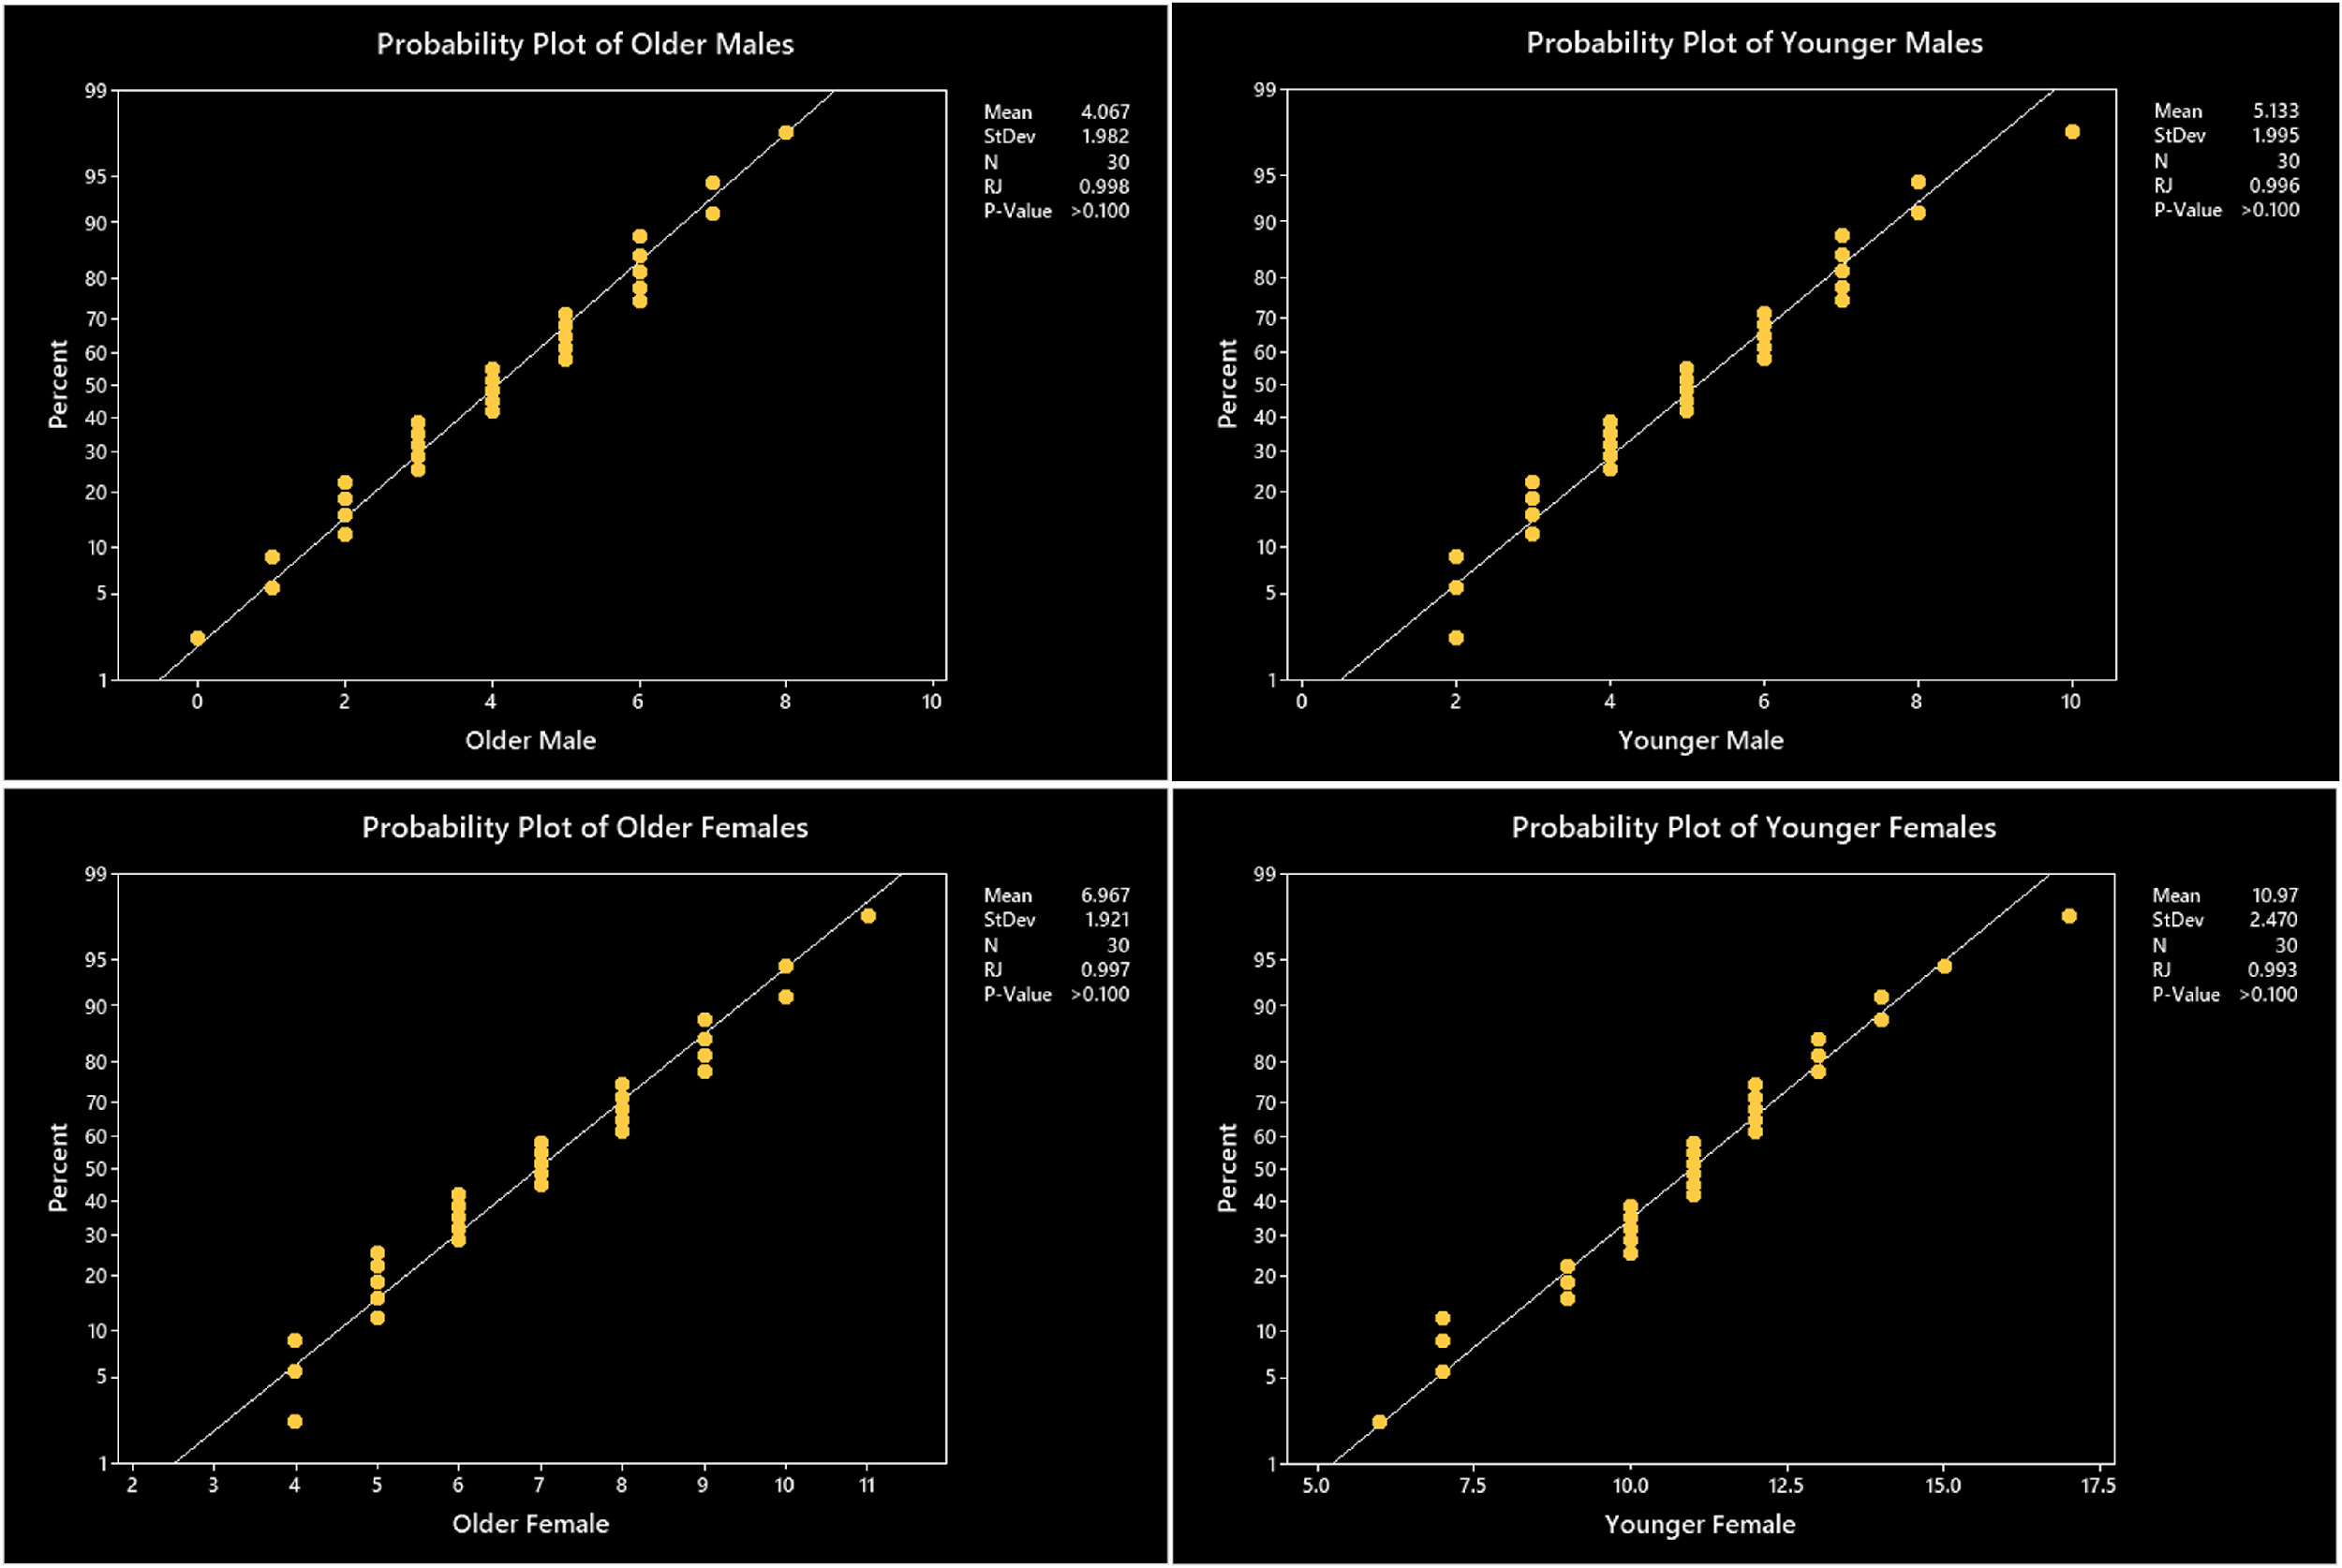 Probability Plot of Older Males
Mean 4.067
StDev 1.982
N 30
RJ 0.998
P-Value >0.100
Percent
99
95
90
80
70
60
50
40
30
20
10
5
1
0 2 4 6 8 10
Older Male
Probability Plot of Younger Males
Mean 5.133
StDev 1.995
N 30
RJ 0.996
P-Value >0.100
Percent
99
95
90
80
70
60
50
40
30
20
10
5
1
0 2 4 6 8 10
Younger Male
Probability Plot of Older Females
Mean 6.967
StDev 1.921
N 30
RJ 0.997
P-Value >0.100
Percent
99
95
90
80
70
60
50
40
30
20
10
5
1
2 3 4 5 6 7 8 9 10 11
Older Female
Probability Plot of Younger Females
Mean 10.97
StDev 2.470
N 30
RJ 0.993
P-Value >0.100
Percent
99
95
90
80
70
60
50
40
30
20
10
5
1
5.0 7.5 10.0 12.5 15.0 17.5
Younger Female